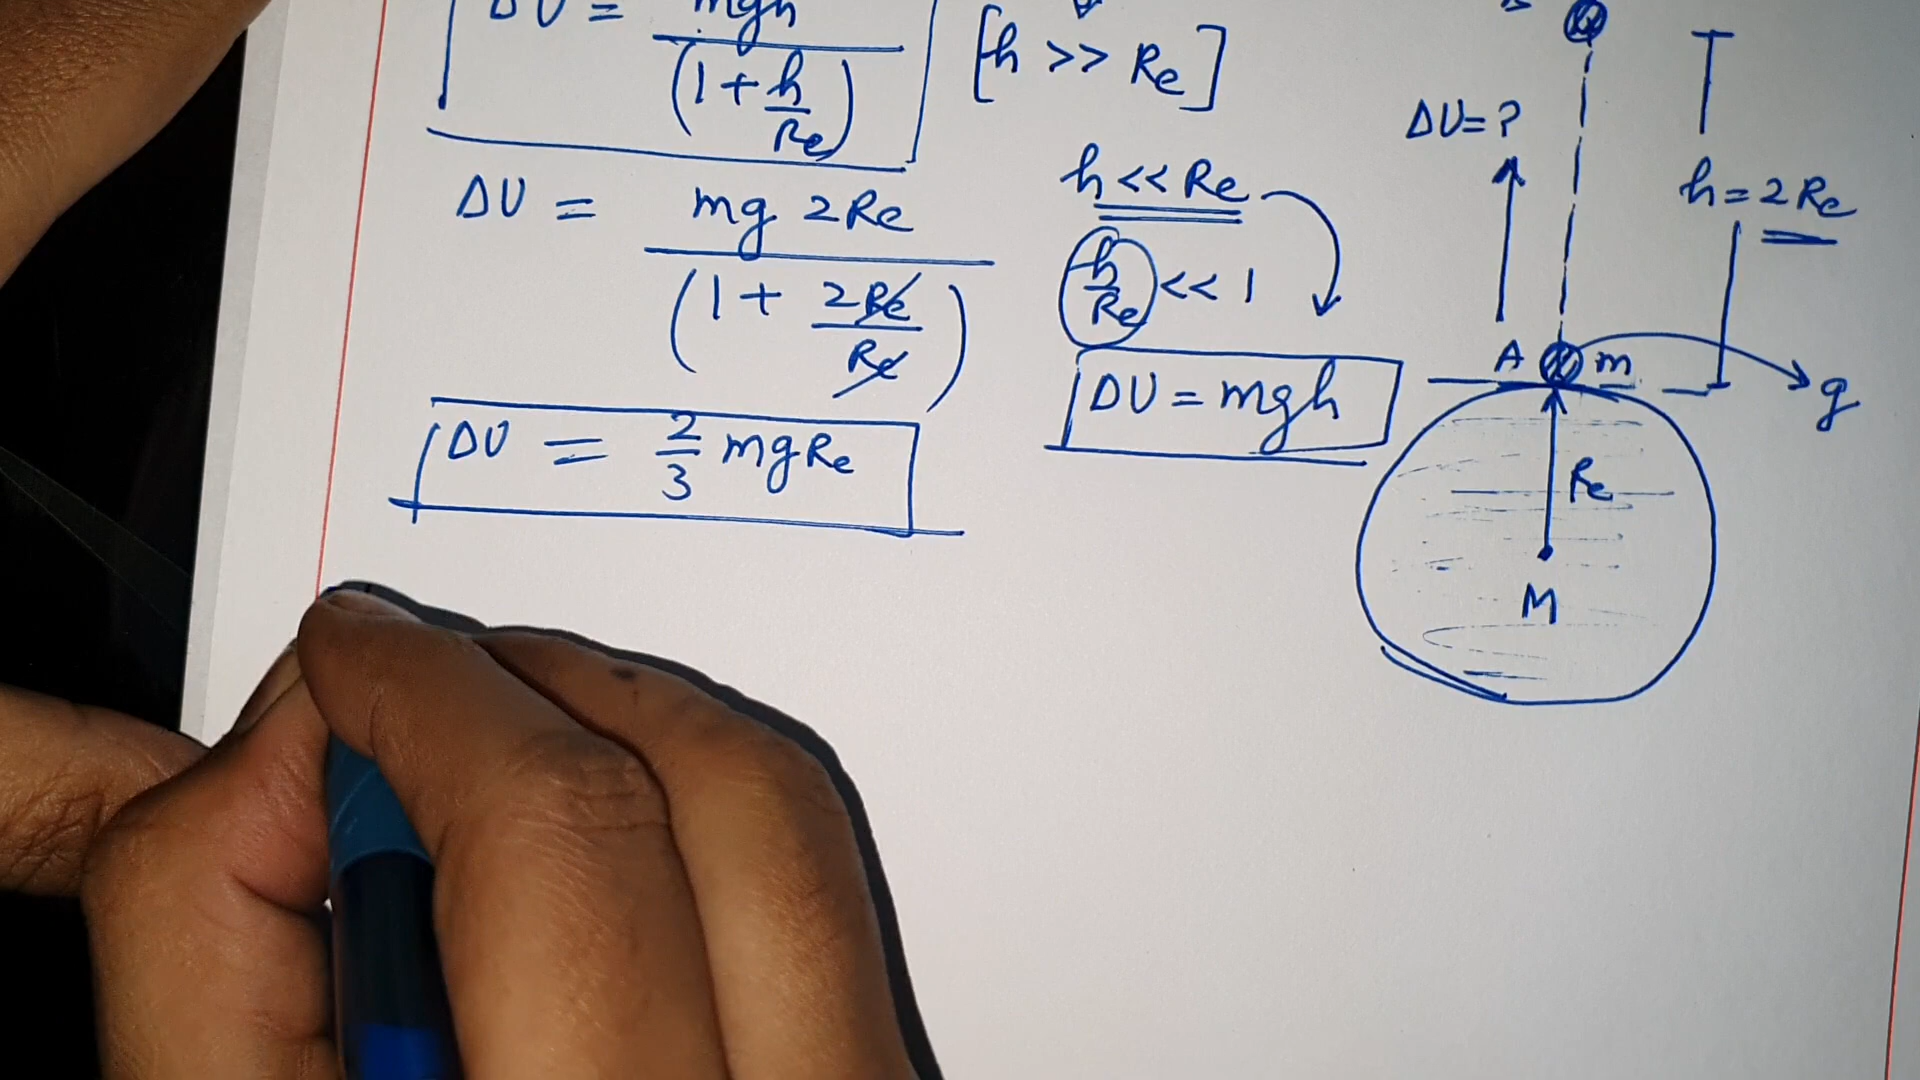 ΔU = mgh
(1 + h/Re)
[h >> Re]
ΔU = mg 2Re
(1 + 2Re/Re)
ΔU = 2/3 mgRe
h << Re
h/Re << 1
ΔU = mgh
ΔU = ?
h = 2Re
A m
g
Re
M